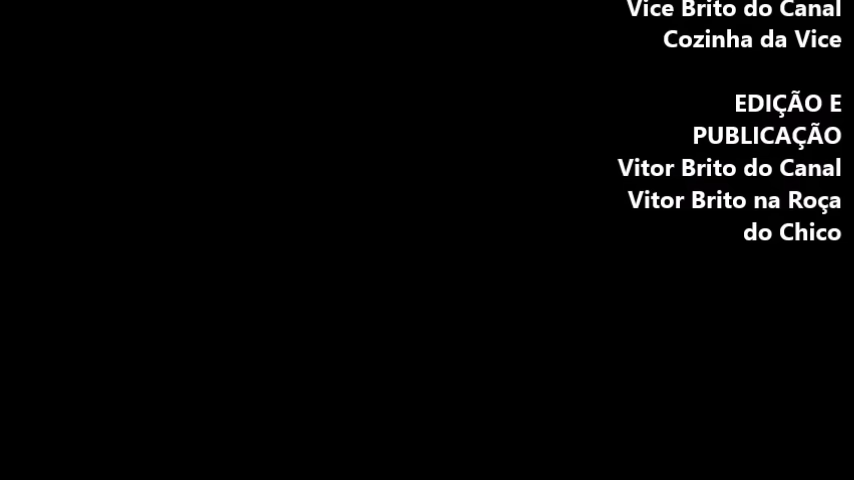 Vice Brito do Canal
Cozinha da Vice
EDIÇÃO E
PUBLICAÇÃO
Vitor Brito do Canal
Vitor Brito na Roça
do Chico